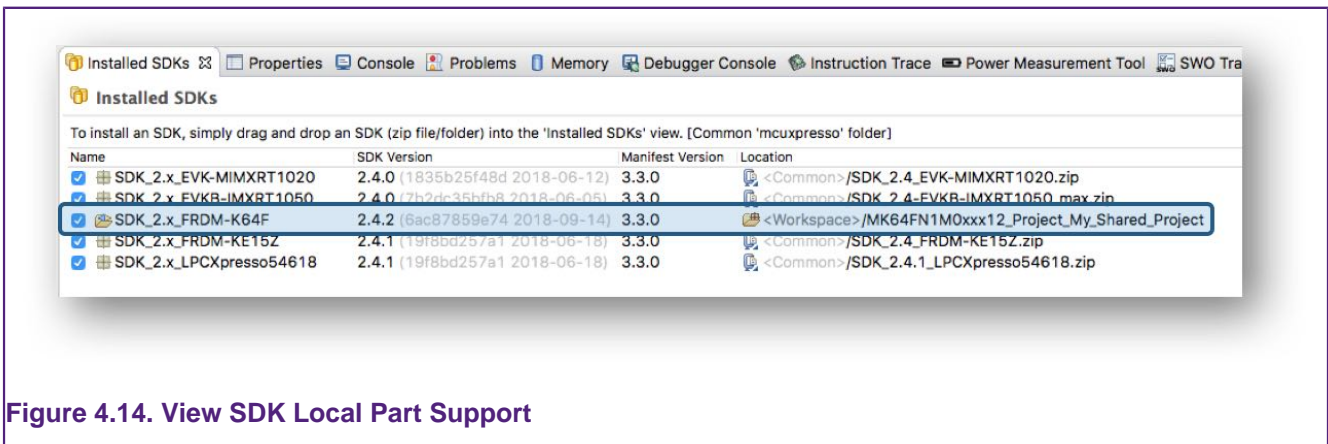 Installed SDKs Properties Console Problems Memory Debugger Console Instruction Trace Power Measurement Tool SWO Tra
Installed SDKs
To install an SDK, simply drag and drop an SDK (zip file/folder) into the 'Installed SDKs' view. [Common 'mcuxpresso' folder]
Name SDK Version Manifest Version Location
SDK_2.x_EVK-MIMXRT1020 2.4.0 (1835b25f48d 2018-06-12) 3.3.0 <Common>/SDK_2.4_EVK-MIMXRT1020.zip
SDK_2.x_EVKB-IMXRT1050 2.4.0 (7b2dc35bfb8 2018-06-05) 3.3.0 <Common>/SDK_2.4-EVKB-IMXRT1050_max.zip
SDK_2.x_FRDM-K64F 2.4.2 (6ac87859e74 2018-09-14) 3.3.0 <Workspace>/MK64FN1M0xxx12_Project_My_Shared_Project
SDK_2.x_FRDM-KE15Z 2.4.1 (19f8bd257a1 2018-06-18) 3.3.0 <Common>/SDK_2.4_FRDM-KE15Z.zip
SDK_2.x_LPCXpresso54618 2.4.1 (19f8bd257a1 2018-06-18) 3.3.0 <Common>/SDK_2.4.1_LPCXpresso54618.zip
Figure 4.14. View SDK Local Part Support